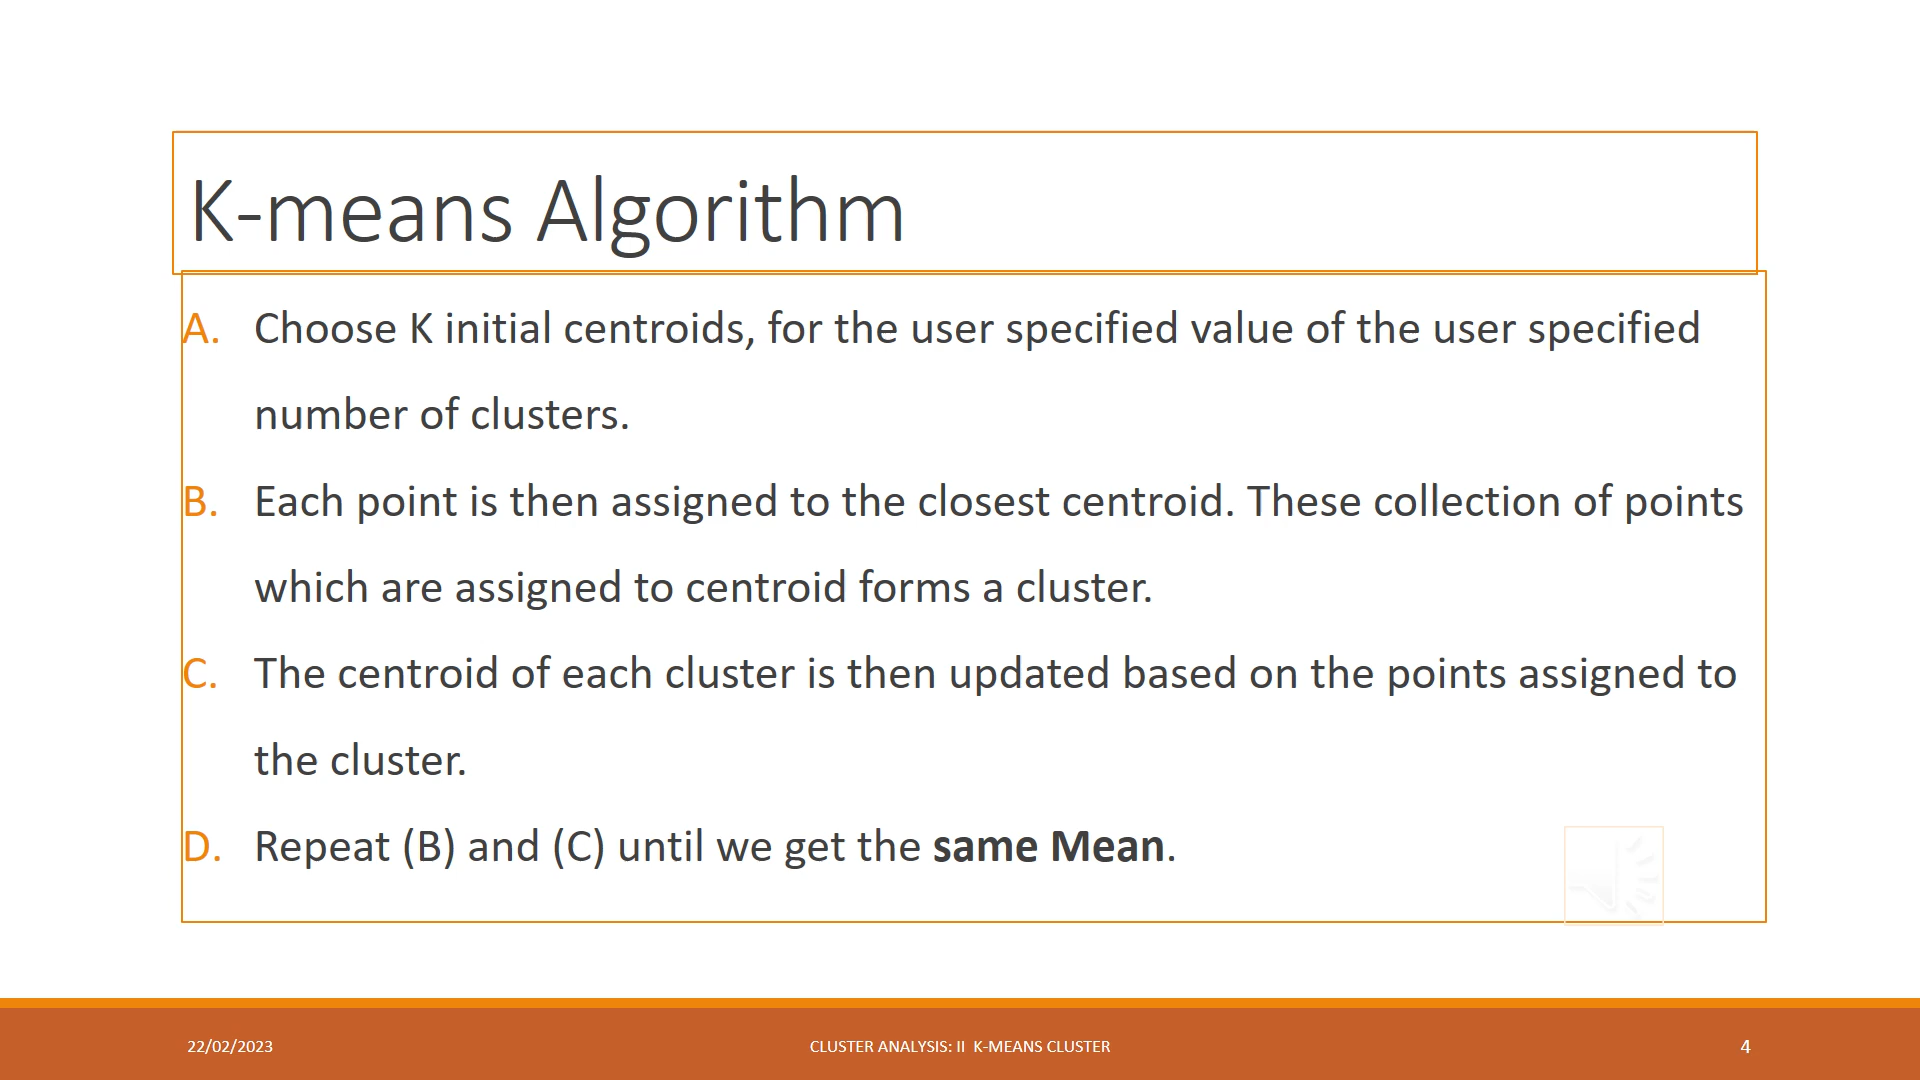 K-means Algorithm
A. Choose K initial centroids, for the user specified value of the user specified
number of clusters.
B. Each point is then assigned to the closest centroid. These collection of points
which are assigned to centroid forms a cluster.
C. The centroid of each cluster is then updated based on the points assigned to
the cluster.
D. Repeat (B) and (C) until we get the same Mean.
22/02/2023 CLUSTER ANALYSIS: II K-MEANS CLUSTER 4